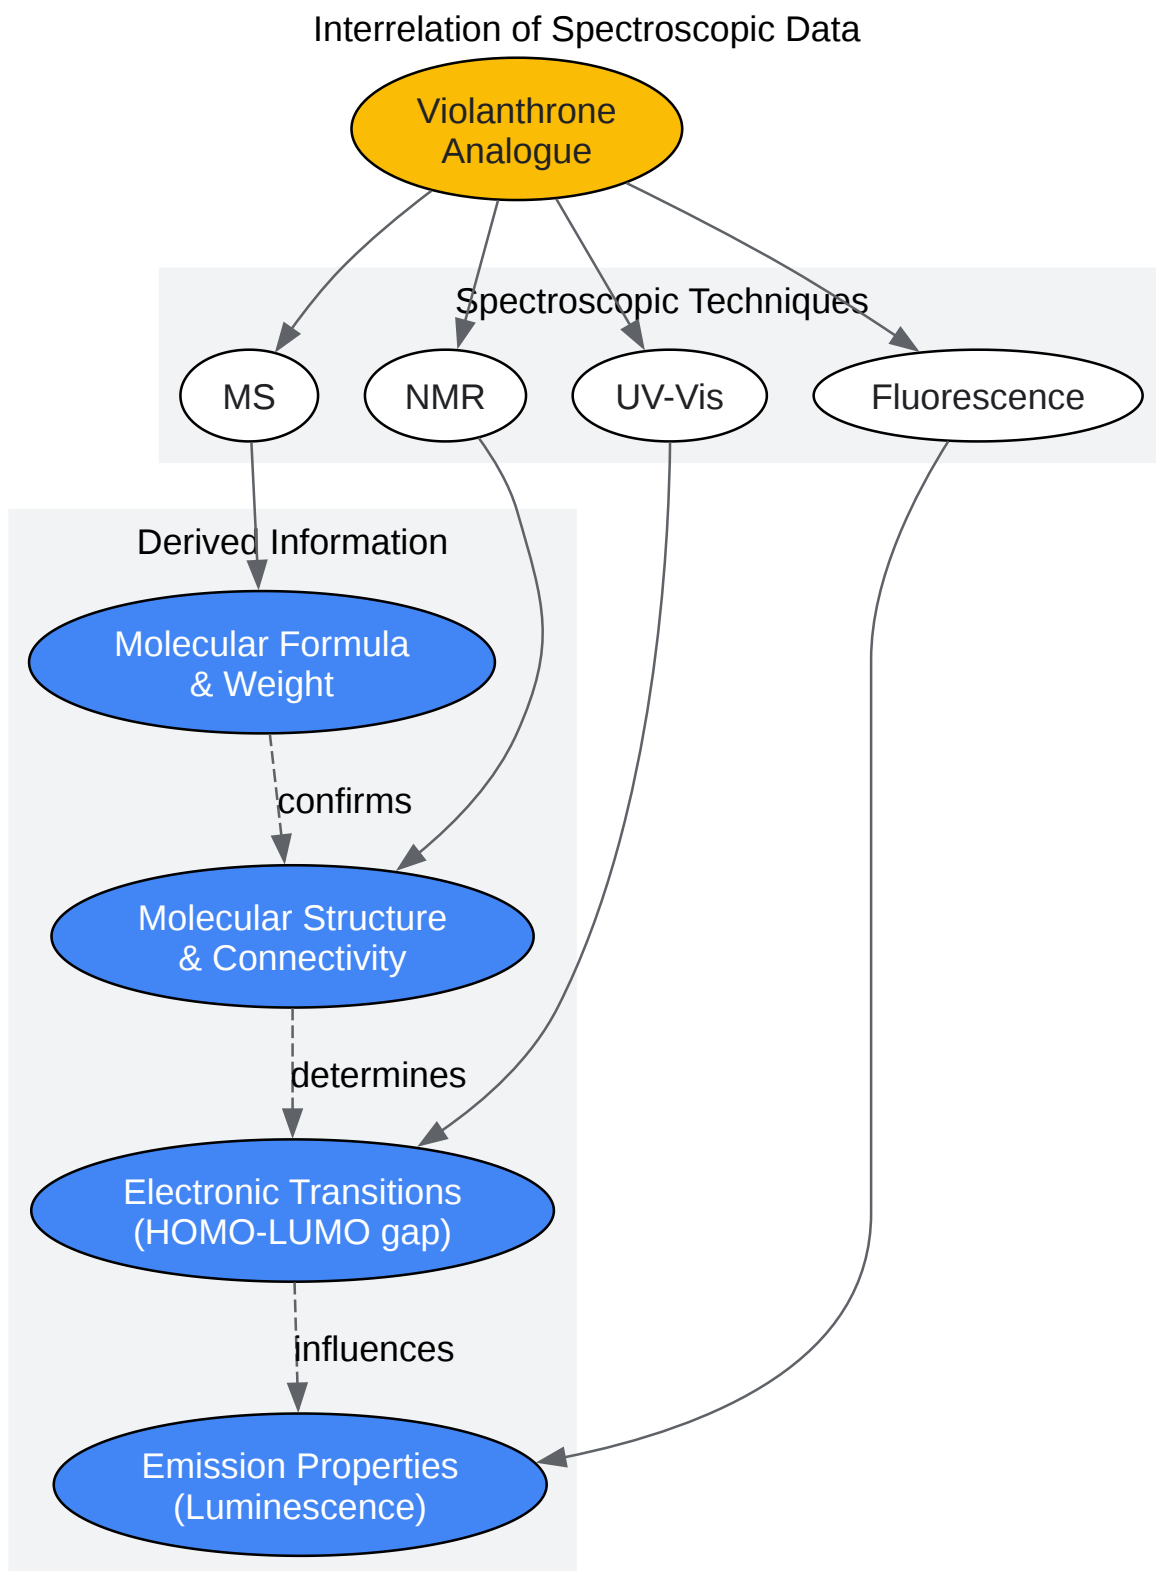 Interrelation of Spectroscopic Data
Violanthrone
Analogue
Spectroscopic Techniques
MS
NMR
UV-Vis
Fluorescence
Derived Information
Molecular Formula
& Weight
confirms
Molecular Structure
& Connectivity
determines
Electronic Transitions
(HOMO-LUMO gap)
influences
Emission Properties
(Luminescence)